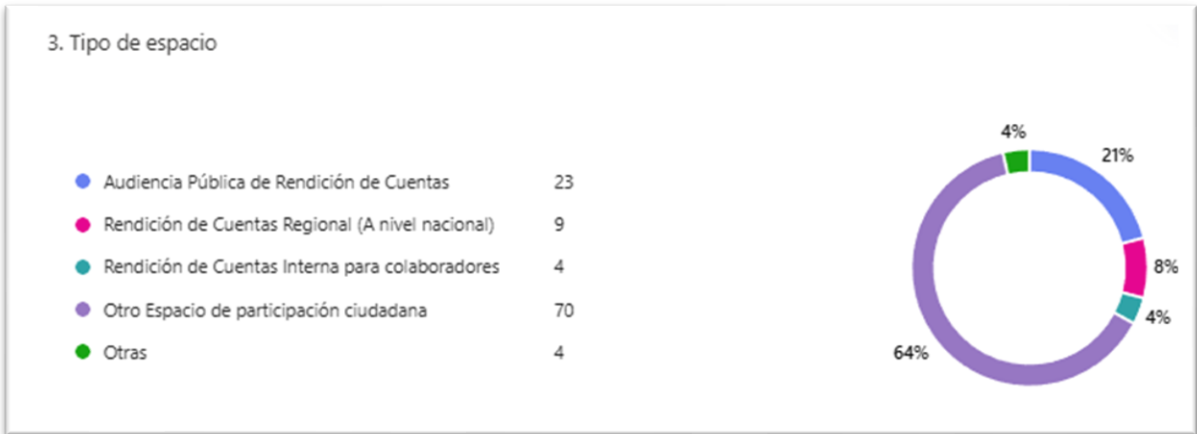 3. Tipo de espacio
Audiencia Pública de Rendición de Cuentas 23
Rendición de Cuentas Regional (A nivel nacional) 9
Rendición de Cuentas Interna para colaboradores 4
Otro Espacio de participación ciudadana 70
Otras 4
4%
21%
8%
4%
64%